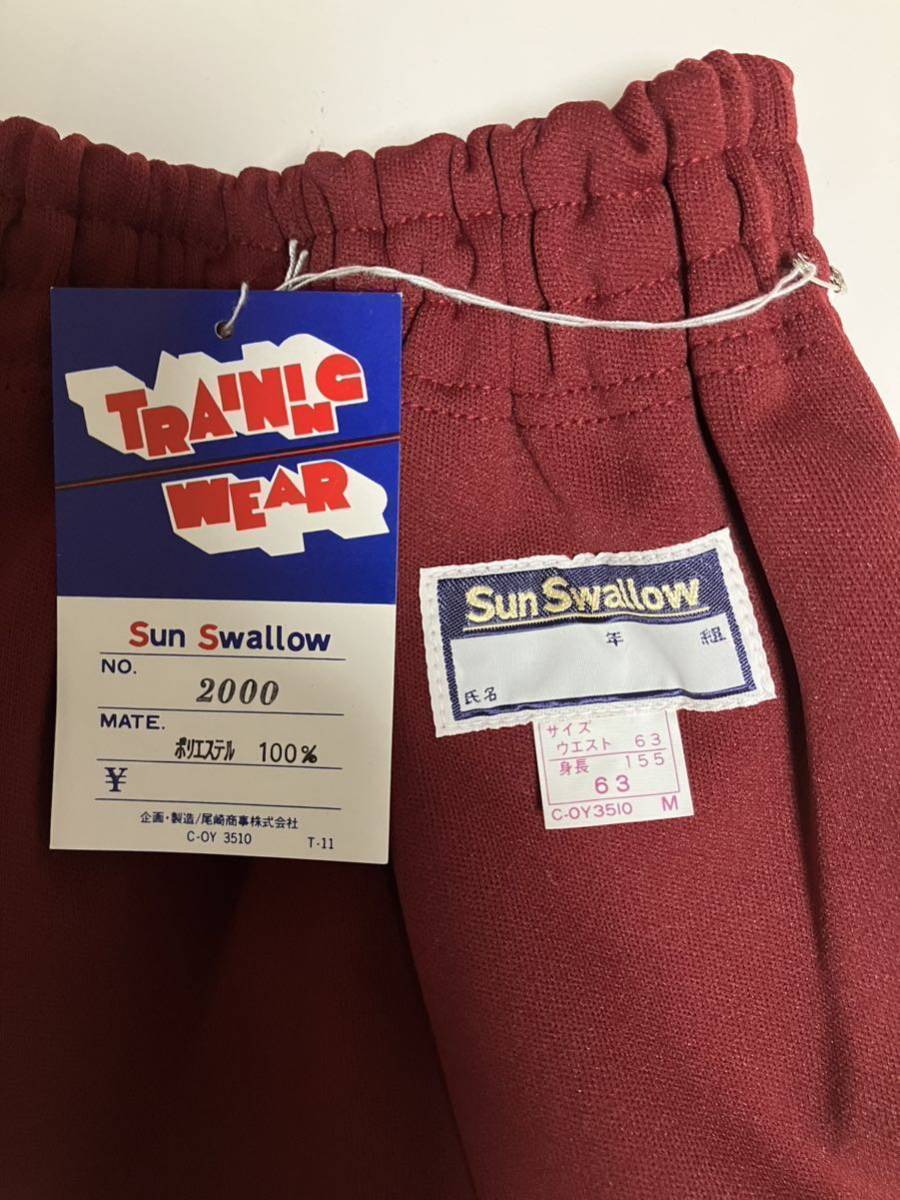 TRAINING
WEAR
Sun Swallow
NO.
2000
MATE.
ポリエステル 100%
¥
企画・製造/尾崎商事株式会社
C-OY 3510 T-11
Sun Swallow
年 組
氏名
サイズ
ウエスト 63
身長 155
63
C-OY3510 M